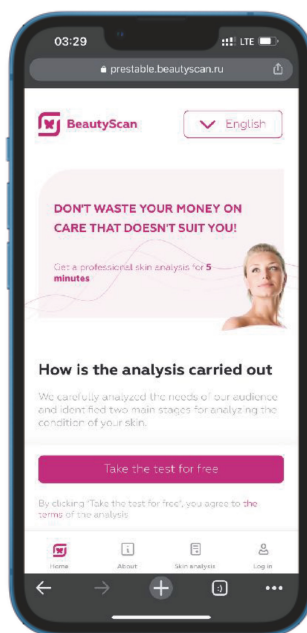 03:29
LTE
prestable.beautyscan.ru
BeautyScan
English
DON'T WASTE YOUR MONEY ON
CARE THAT DOESN'T SUIT YOU!
Get a professional skin analysis for 5
minutes
How is the analysis carried out
We carefully analyzed the needs of our audience
and identified two main stages for analyzing the
condition of your skin.
Take the test for free
By clicking "Take the test for free", you agree to the
terms of the analysis
Home About Skin analysis Log in
:)